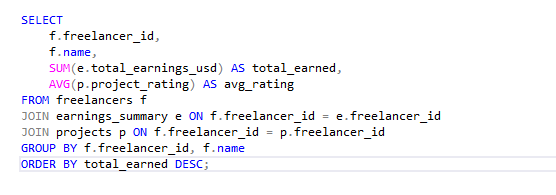 SELECT
    f.freelancer_id,
    f.name,
    SUM(e.total_earnings_usd) AS total_earned,
    AVG(p.project_rating) AS avg_rating
FROM freelancers f
JOIN earnings_summary e ON f.freelancer_id = e.freelancer_id
JOIN projects p ON f.freelancer_id = p.freelancer_id
GROUP BY f.freelancer_id, f.name
ORDER BY total_earned DESC;